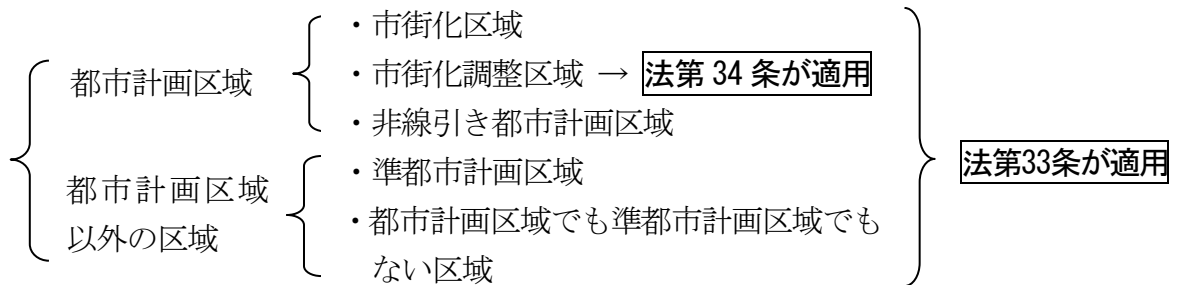 都市計画区域
・市街化区域
・市街化調整区域 → 法第 34 条が適用
・非線引き都市計画区域
都市計画区域
以外の区域
・準都市計画区域
・都市計画区域でも準都市計画区域でも
ない区域
法第33条が適用